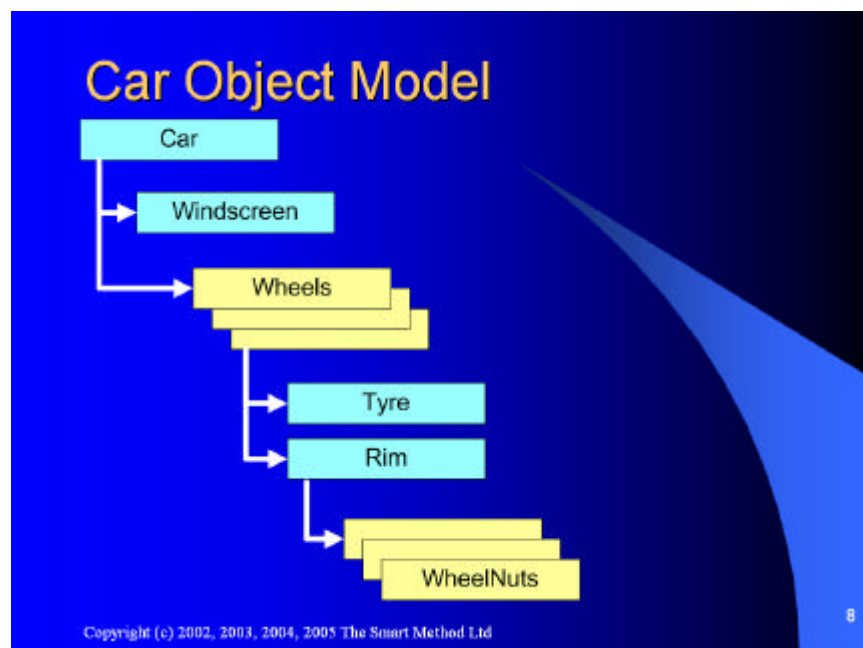 Car Object Model
Car
Windscreen
Wheels
Tyre
Rim
WheelNuts
Copyright (c) 2002, 2003, 2004, 2005 The Smart Method Ltd
8